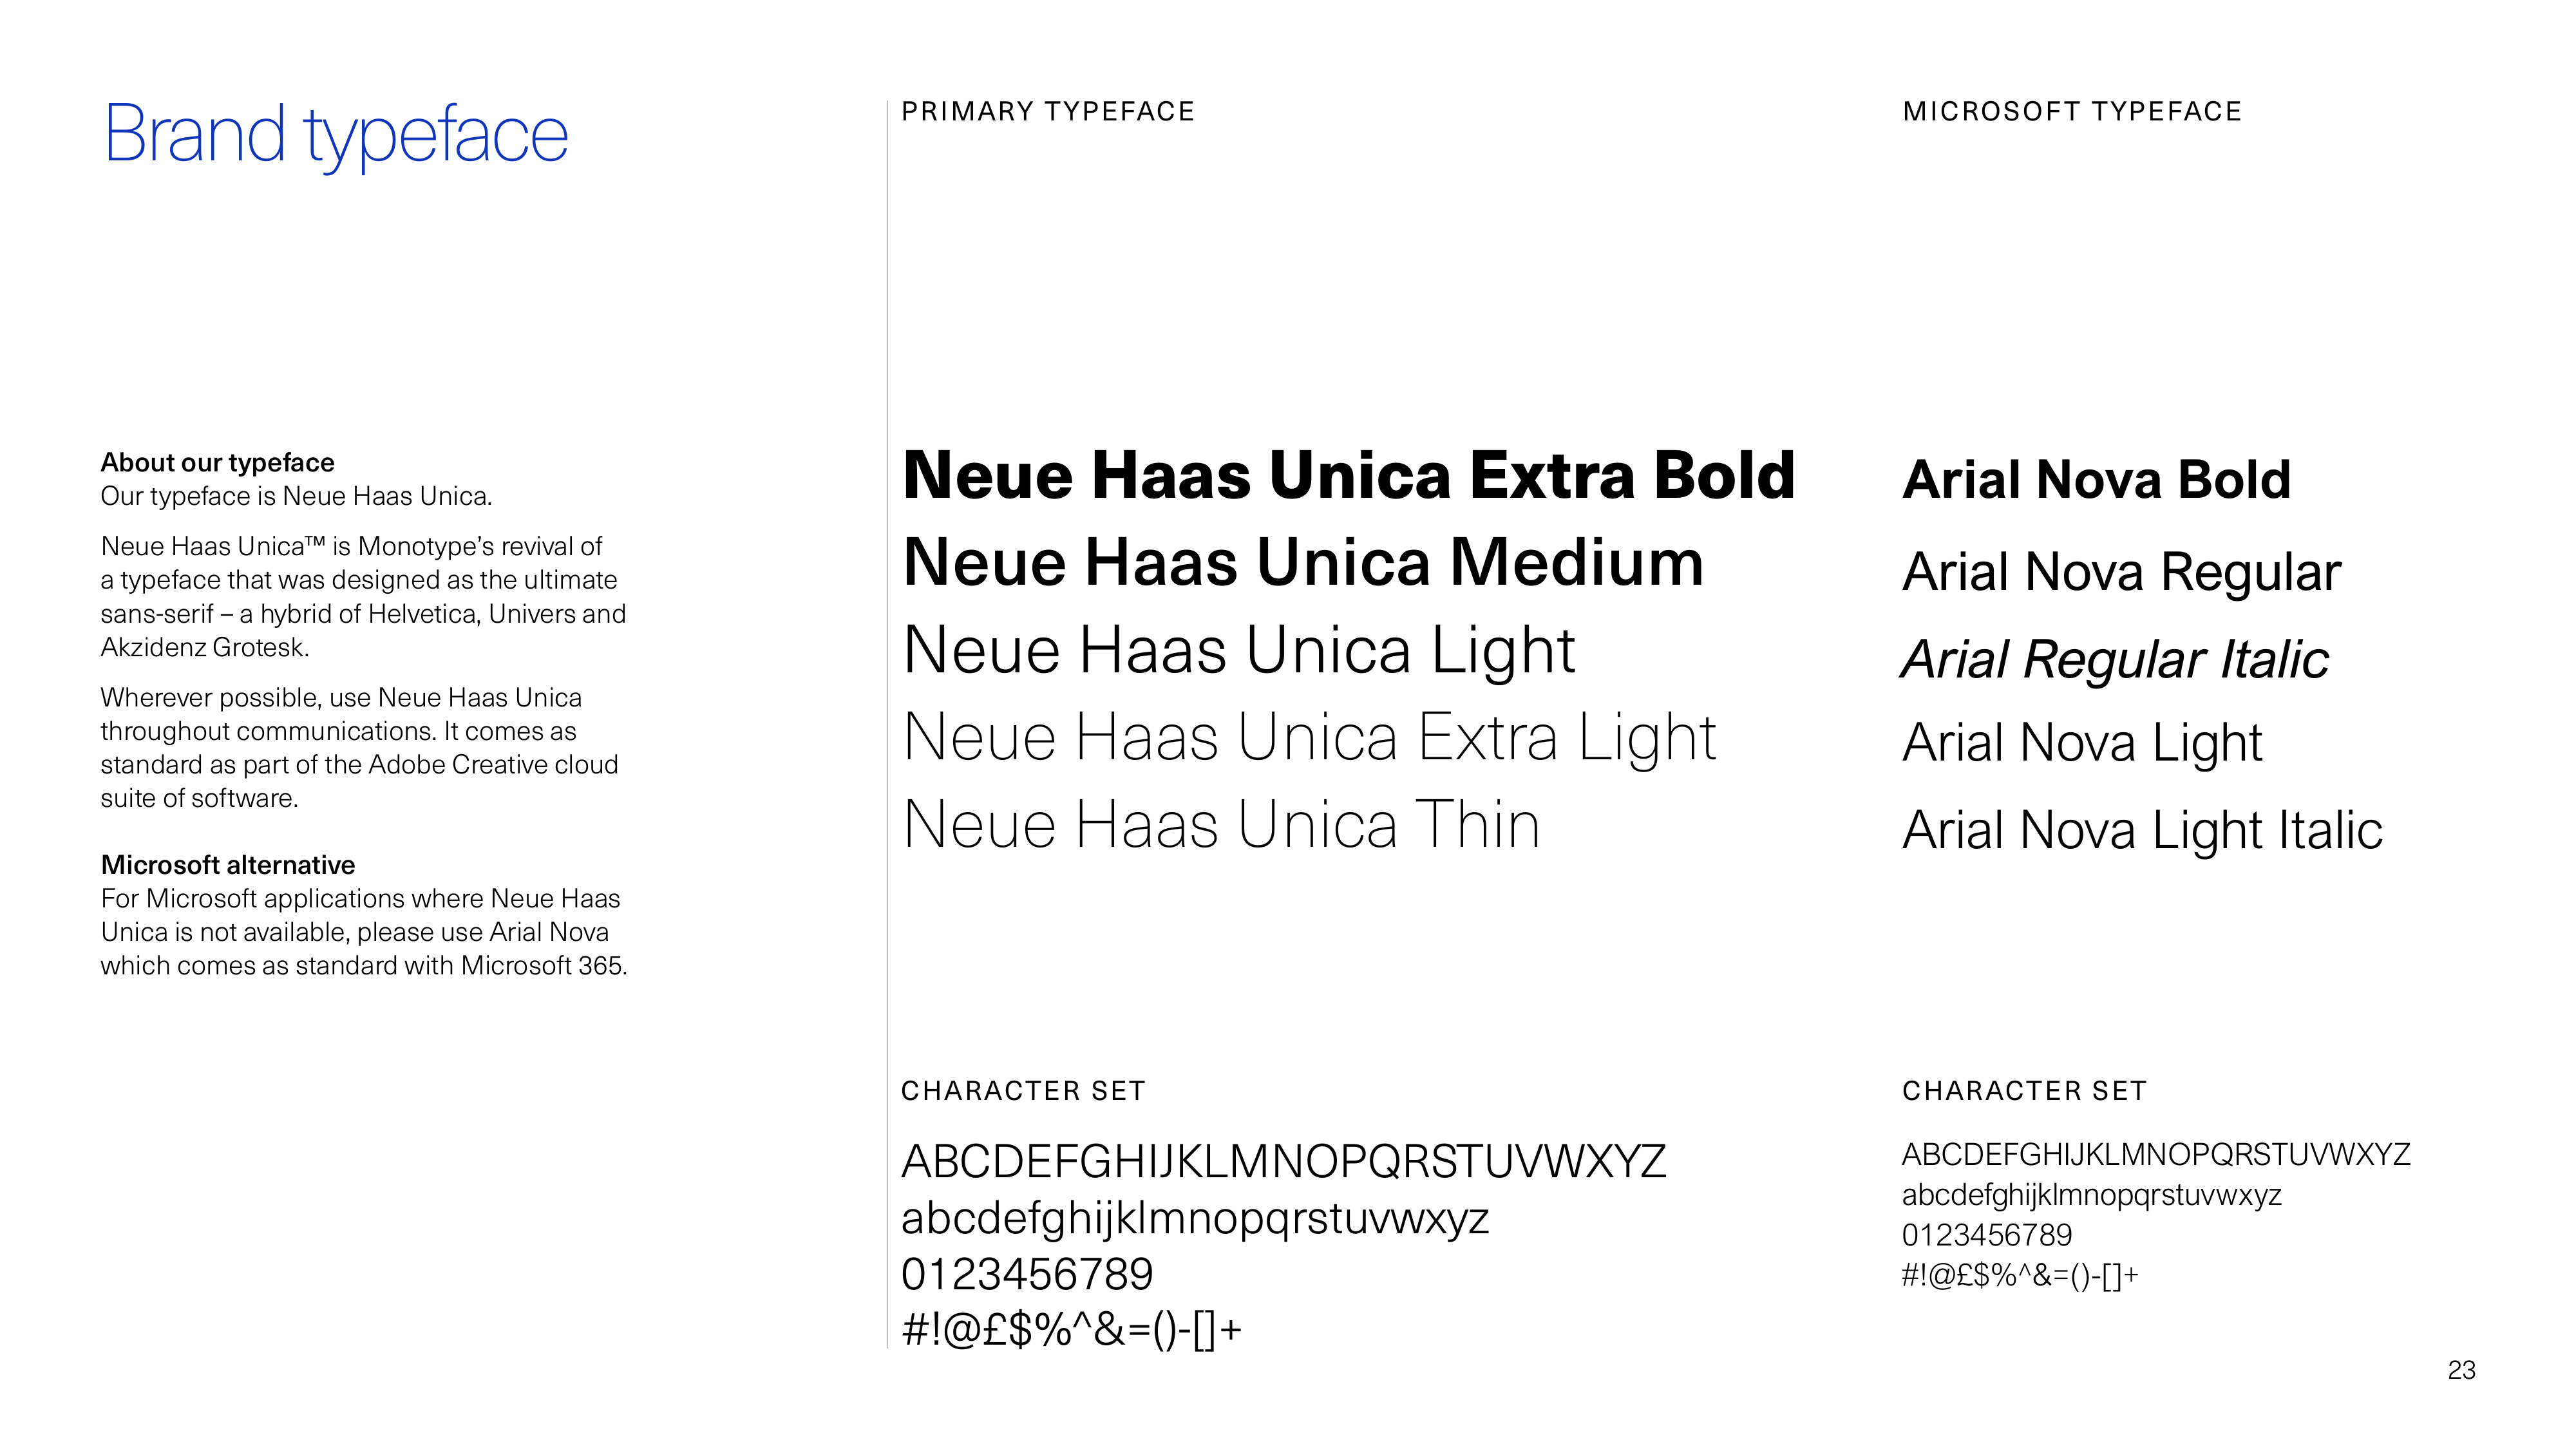 Brand typeface
About our typeface
Our typeface is Neue Haas Unica.
Neue Haas Unica™ is Monotype’s revival of
a typeface that was designed as the ultimate
sans-serif – a hybrid of Helvetica, Univers and
Akzidenz Grotesk.
Wherever possible, use Neue Haas Unica
throughout communications. It comes as
standard as part of the Adobe Creative cloud
suite of software.
Microsoft alternative
For Microsoft applications where Neue Haas
Unica is not available, please use Arial Nova
which comes as standard with Microsoft 365.
PRIMARY TYPEFACE
Neue Haas Unica Extra Bold
Neue Haas Unica Medium
Neue Haas Unica Light
Neue Haas Unica Extra Light
Neue Haas Unica Thin
CHARACTER SET
ABCDEFGHIJKLMNOPQRSTUVWXYZ
abcdefghijklmnopqrstuvwxyz
0123456789
#!@£$%^&=()-[]+
MICROSOFT TYPEFACE
Arial Nova Bold
Arial Nova Regular
Arial Regular Italic
Arial Nova Light
Arial Nova Light Italic
CHARACTER SET
ABCDEFGHIJKLMNOPQRSTUVWXYZ
abcdefghijklmnopqrstuvwxyz
0123456789
#!@£$%^&=()-[]+
23